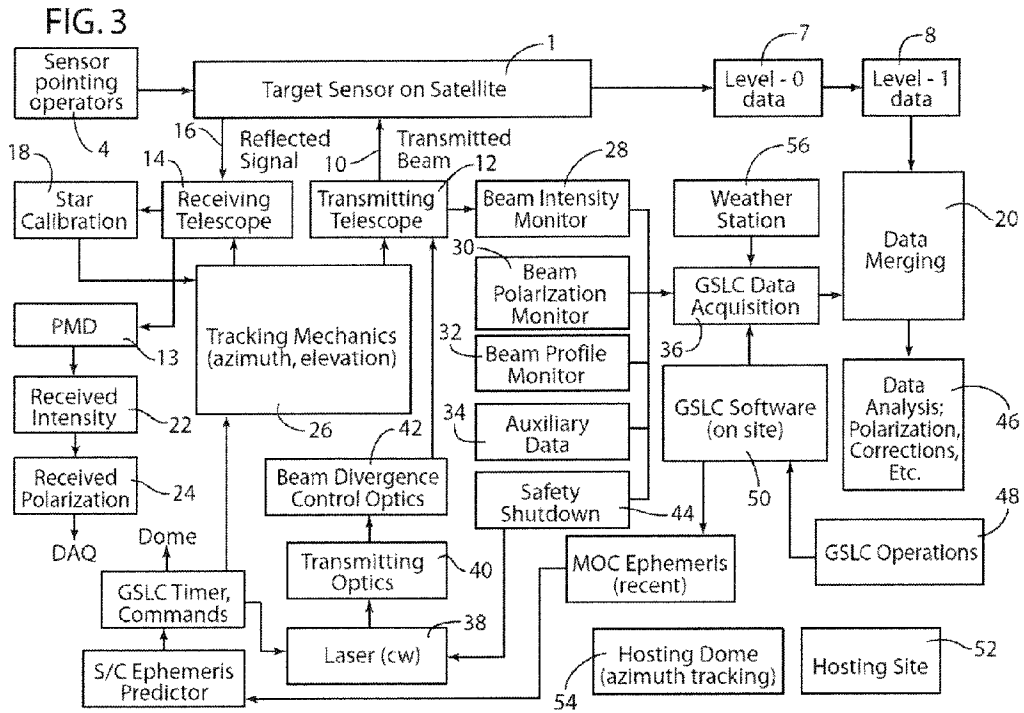 FIG. 3
Sensor
pointing
operators
4
Target Sensor on Satellite
1
Level - 0
data
7
Level - 1
data
8
16
Reflected
Signal
10
Transmitted
Beam
18
Star
Calibration
14
Receiving
Telescope
12
Transmitting
Telescope
28
Beam Intensity
Monitor
56
Weather
Station
20
Data
Merging
30
Beam
Polarization
Monitor
GSLC Data
Acquisition
36
PMD
13
Tracking Mechanics
(azimuth, elevation)
26
32
Beam Profile
Monitor
Received
Intensity
22
34
Auxiliary
Data
GSLC Software
(on site)
50
Data
Analysis;
Polarization,
Corrections,
Etc.
46
Received
Polarization
24
DAQ
42
Beam Divergence
Control Optics
Safety
Shutdown
44
48
GSLC Operations
Dome
Transmitting
Optics
40
MOC Ephemeris
(recent)
GSLC Timer,
Commands
38
Laser (cw)
S/C Ephemeris
Predictor
Hosting Dome
(azimuth tracking)
54
Hosting Site
52